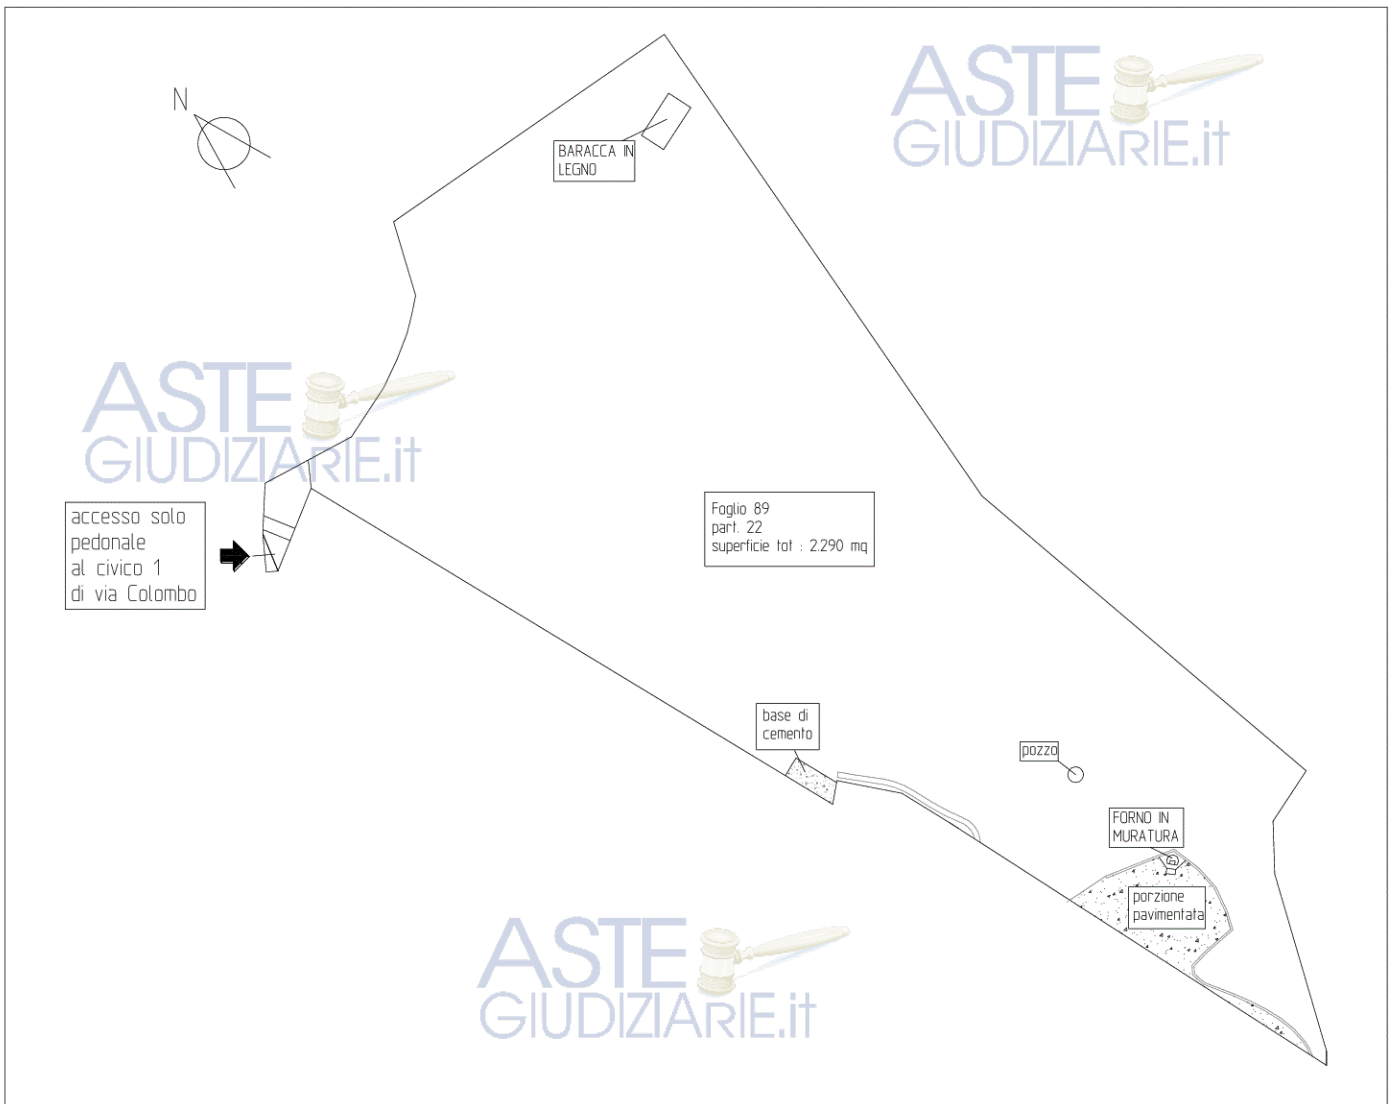 N
BARACCA IN
LEGNO
ASTE
GIUDIZIARIE.it
ASTE
GIUDIZIARIE.it
accesso solo
pedonale
al civico 1
di via Colombo
Foglio 89
part. 22
superficie tot : 2.290 mq
base di
cemento
pozzo
FORNO IN
MURATURA
porzione
pavimentata
ASTE
GIUDIZIARIE.it